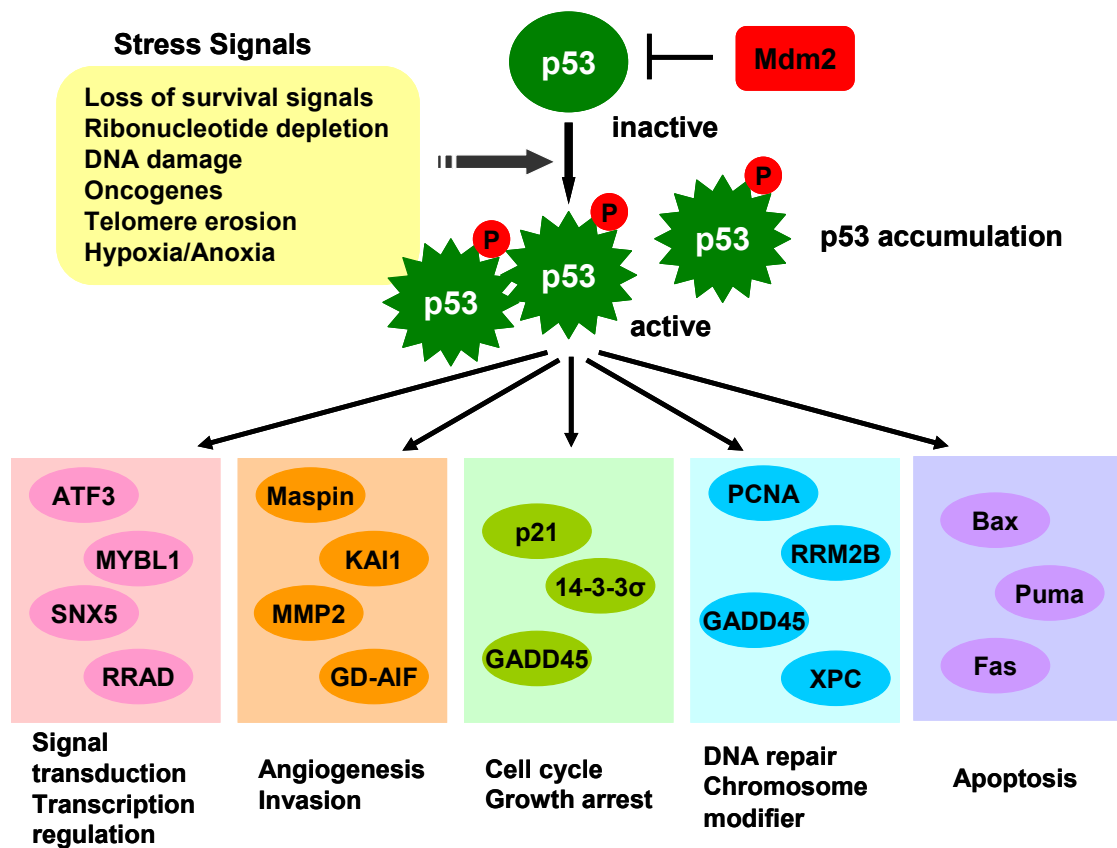 Stress Signals
Loss of survival signals
Ribonucleotide depletion
DNA damage
Oncogenes
Telomere erosion
Hypoxia/Anoxia
p53
Mdm2
inactive
P
P
P
p53
p53
p53
p53 accumulation
active
ATF3
MYBL1
SNX5
RRAD
Signal
transduction
Transcription
regulation
Maspin
KAI1
MMP2
GD-AIF
Angiogenesis
Invasion
p21
14-3-3σ
GADD45
Cell cycle
Growth arrest
PCNA
RRM2B
GADD45
XPC
DNA repair
Chromosome
modifier
Bax
Puma
Fas
Apoptosis